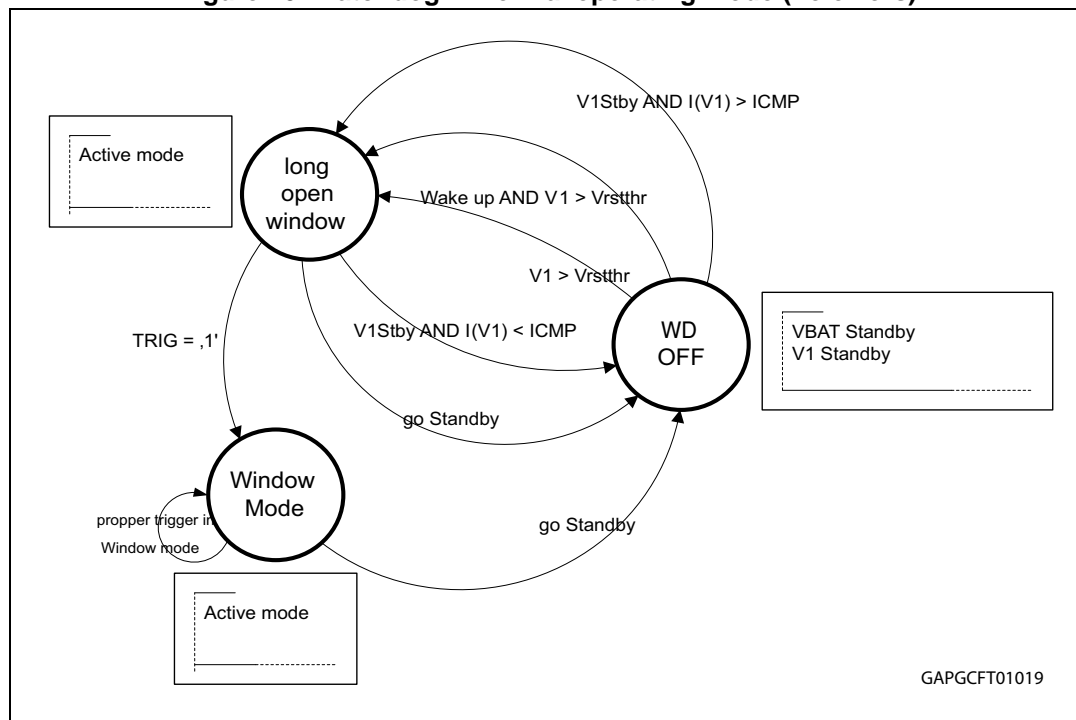 V1Stby AND I(V1) > ICMP
Active mode
long
open
window
Wake up AND V1 > Vrstthr
V1 > Vrstthr
TRIG = ,1'
V1Stby AND I(V1) < ICMP
WD
OFF
VBAT Standby
V1 Standby
go Standby
Window
Mode
propper trigger in
Window mode
go Standby
Active mode
GAPGCFT01019